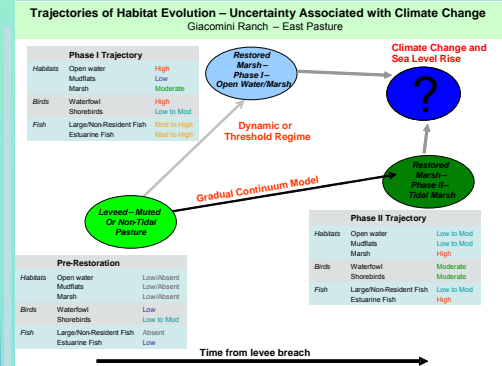 Trajectories of Habitat Evolution – Uncertainty Associated with Climate Change
Giacomini Ranch – East Pasture
Phase I Trajectory
Habitats Open water High
Mudflats Low
Marsh Moderate
Birds Waterfowl High
Shorebirds Low to Mod
Fish Large/Non-Resident Fish Mod to High
Estuarine Fish Mod to High
Restored
Marsh –
Phase I –
Open Water/Marsh
Climate Change and
Sea Level Rise
?
Dynamic or
Threshold Regime
Gradual Continuum Model
Restored
Marsh –
Phase II –
Tidal Marsh
Leveed – Muted
Or Non-Tidal
Pasture
Phase II Trajectory
Habitats Open water Low to Mod
Mudflats Low to Mod
Marsh High
Birds Waterfowl Moderate
Shorebirds Moderate
Fish Large/Non-Resident Fish Low to Mod
Estuarine Fish High
Pre-Restoration
Habitats Open water Low/Absent
Mudflats Low/Absent
Marsh Low/Absent
Birds Waterfowl Low
Shorebirds Low to Mod
Fish Large/Non-Resident Fish Absent
Estuarine Fish Low
Time from levee breach